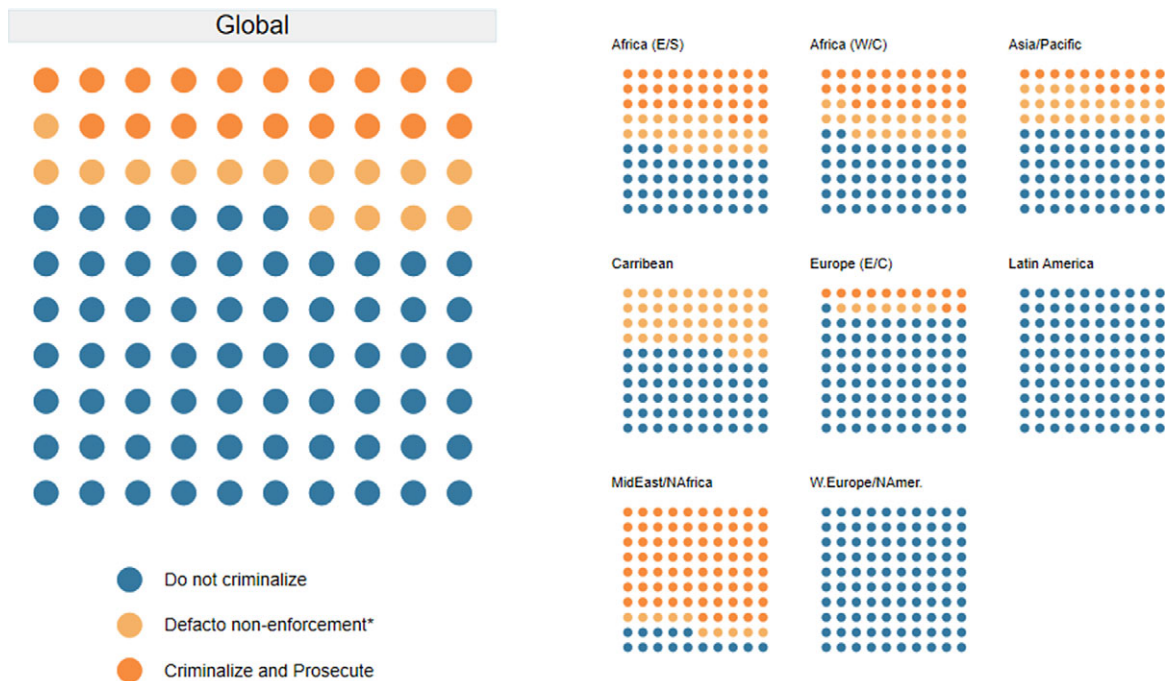 Global
Africa (E/S)
Africa (W/C)
Asia/Pacific
Carribean
Europe (E/C)
Latin America
MidEast/NAfrica
W.Europe/NAmer.
Do not criminalize
Defacto non-enforcement*
Criminalize and Prosecute